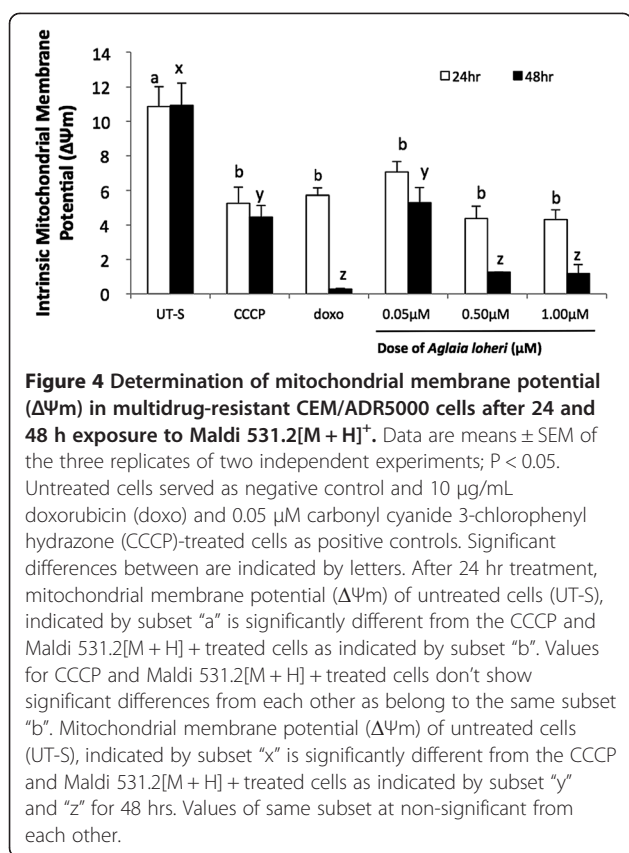 Intrinsic Mitochondrial Membrane
Potential (ΔΨm)
14
12
10
8
6
4
2
0
24hr
48hr
a
x
b
y
b
z
b
y
b
z
b
z
UT-S
CCCP
doxo
0.05µM
0.50µM
1.00µM
Dose of Aglaia loheri (µM)
Figure 4 Determination of mitochondrial membrane potential
(ΔΨm) in multidrug-resistant CEM/ADR5000 cells after 24 and
48 h exposure to Maldi 531.2[M + H]⁺. Data are means ± SEM of
the three replicates of two independent experiments; P < 0.05.
Untreated cells served as negative control and 10 μg/mL
doxorubicin (doxo) and 0.05 μM carbonyl cyanide 3-chlorophenyl
hydrazone (CCCP)-treated cells as positive controls. Significant
differences between are indicated by letters. After 24 hr treatment,
mitochondrial membrane potential (ΔΨm) of untreated cells (UT-S),
indicated by subset “a” is significantly different from the CCCP and
Maldi 531.2[M + H] + treated cells as indicated by subset “b”. Values
for CCCP and Maldi 531.2[M + H] + treated cells don’t show
significant differences from each other as belong to the same subset
“b”. Mitochondrial membrane potential (ΔΨm) of untreated cells
(UT-S), indicated by subset “x” is significantly different from the CCCP
and Maldi 531.2[M + H] + treated cells as indicated by subset “y”
and “z” for 48 hrs. Values of same subset at non-significant from
each other.